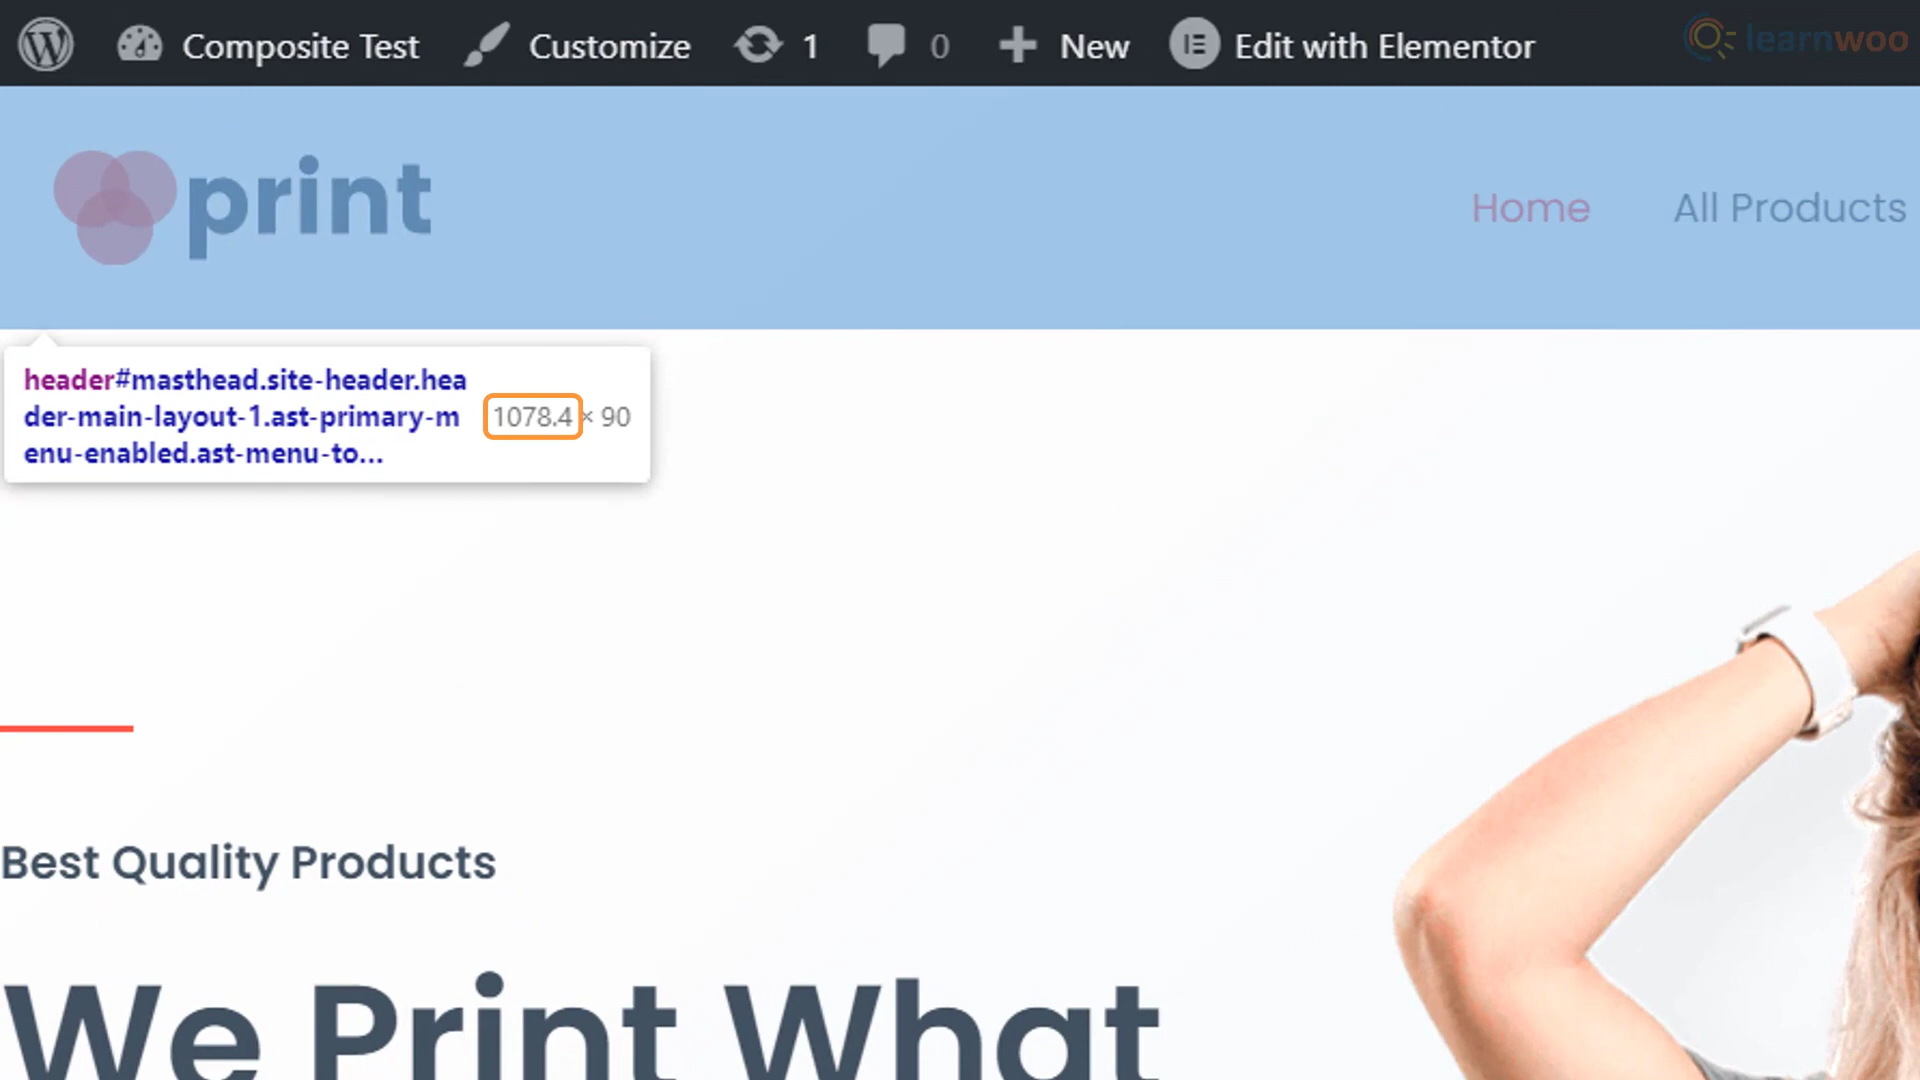 Composite Test Customize 1 0 New Edit with Elementor learnwoo
print Home All Products
header#masthead.site-header.hea
der-main-layout-1.ast-primary-m 1078.4 × 90
enu-enabled.ast-menu-to...
Best Quality Products
We Print What